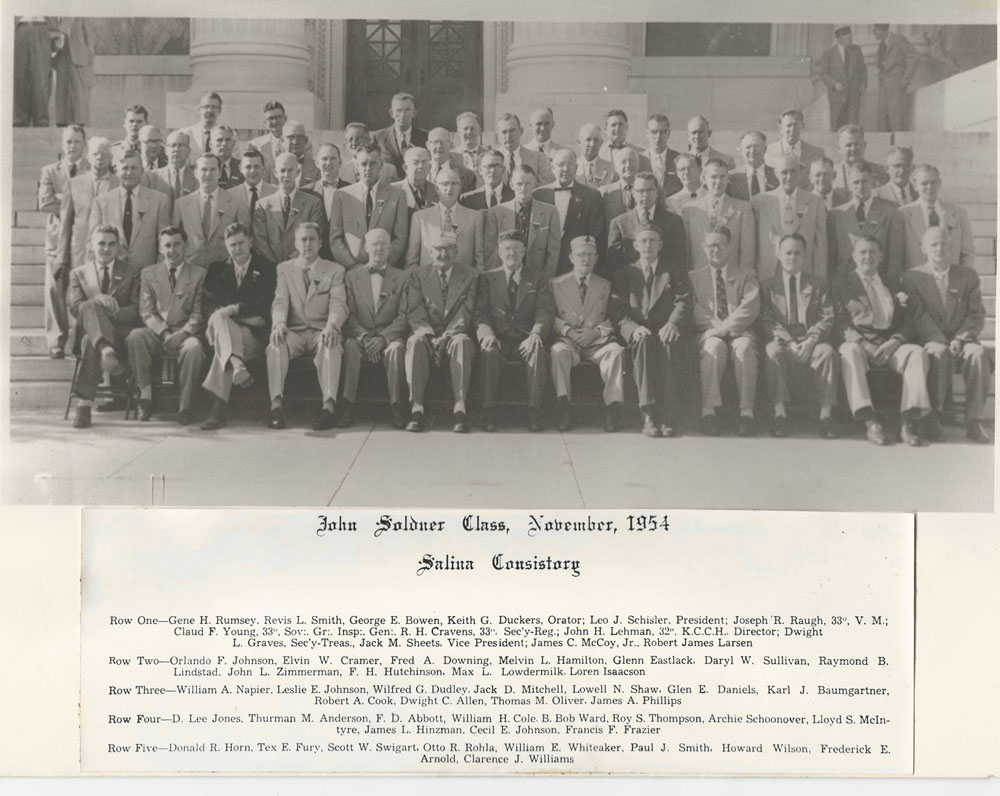 John Soldner Class, November, 1954
Salina Consistory
Row One—Gene H. Rumsey, Revis L. Smith, George E. Bowen, Keith G. Duckers, Orator; Leo J. Schisler, President; Joseph R. Raugh, 33°, V. M.;
Claud F. Young, 33°, Sov:. Gr:. Insp:. Gen:. R. H. Cravens, 33°. Sec'y-Reg.; John H. Lehman, 32°. K.C.C.H.. Director; Dwight
L. Graves, Sec'y-Treas., Jack M. Sheets, Vice President; James C. McCoy, Jr., Robert James Larsen
Row Two—Orlando F. Johnson, Elvin W. Cramer, Fred A. Downing, Melvin L. Hamilton, Glenn Eastlack, Daryl W. Sullivan, Raymond B.
Lindstad, John L. Zimmerman, F. H. Hutchinson, Max L. Lowdermilk, Loren Isaacson
Row Three—William A. Napier, Leslie E. Johnson, Wilfred G. Dudley, Jack D. Mitchell, Lowell N. Shaw, Glen E. Daniels, Karl J. Baumgartner,
Robert A. Cook, Dwight C. Allen, Thomas M. Oliver, James A. Phillips
Row Four—D. Lee Jones, Thurman M. Anderson, F. D. Abbott, William H. Cole, B. Bob Ward, Roy S. Thompson, Archie Schoonover, Lloyd S. McIn-
tyre, James L. Hinzman, Cecil E. Johnson, Francis F. Frazier
Row Five—Donald R. Horn, Tex E. Fury, Scott W. Swigart, Otto R. Rohla, William E. Whiteaker, Paul J. Smith, Howard Wilson, Frederick E.
Arnold, Clarence J. Williams